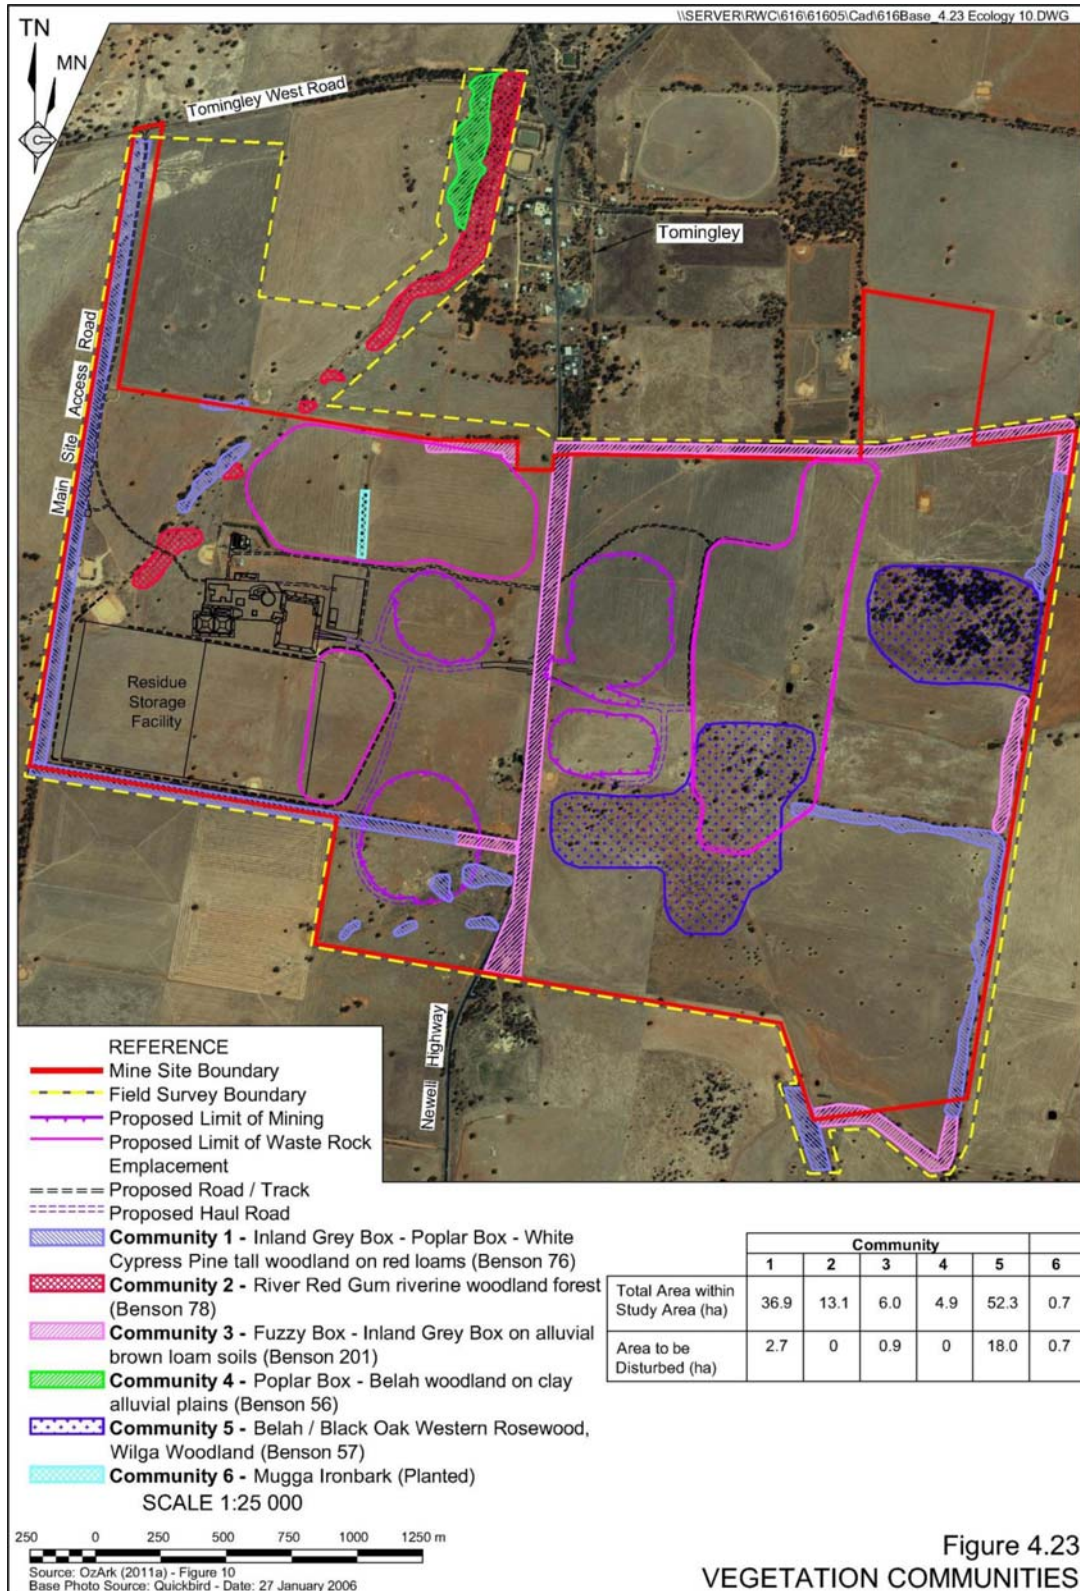 \\SERVER\RWC\616\61605\Cad\616Base_4.23 Ecology 10.DWG
TN
MN
Tomingley West Road
Tomingley
Main Site Access Road
Residue
Storage
Facility
Newell Highway
REFERENCE
Mine Site Boundary
Field Survey Boundary
Proposed Limit of Mining
Proposed Limit of Waste Rock
Emplacement
Proposed Road / Track
Proposed Haul Road
Community 1 - Inland Grey Box - Poplar Box - White
Cypress Pine tall woodland on red loams (Benson 76)
Community 2 - River Red Gum riverine woodland forest
(Benson 78)
Community 3 - Fuzzy Box - Inland Grey Box on alluvial
brown loam soils (Benson 201)
Community 4 - Poplar Box - Belah woodland on clay
alluvial plains (Benson 56)
Community 5 - Belah / Black Oak Western Rosewood,
Wilga Woodland (Benson 57)
Community 6 - Mugga Ironbark (Planted)
SCALE 1:25 000
250 0 250 500 750 1000 1250 m
Source: OzArk (2011a) - Figure 10
Base Photo Source: Quickbird - Date: 27 January 2006
Community
1 2 3 4 5 6
Total Area within
Study Area (ha)
36.9 13.1 6.0 4.9 52.3 0.7
Area to be
Disturbed (ha)
2.7 0 0.9 0 18.0 0.7
Figure 4.23
VEGETATION COMMUNITIES